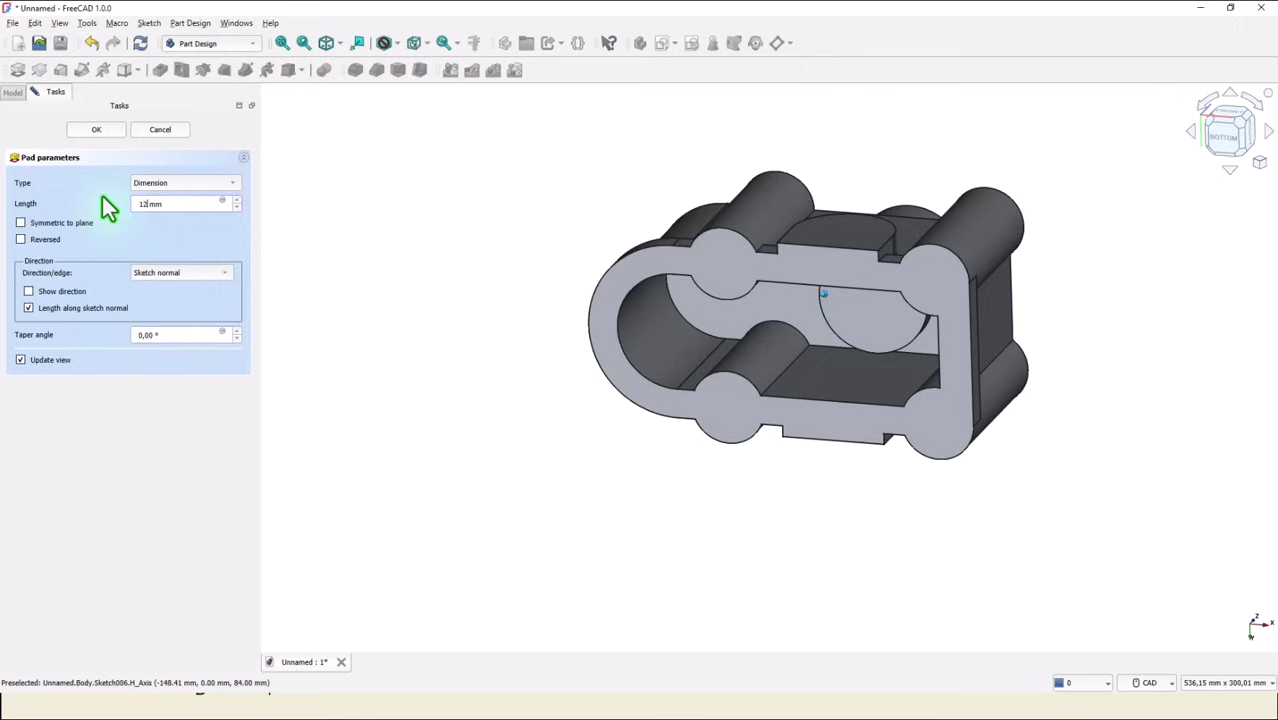 * Unnamed - FreeCAD 1.0.0
File Edit View Tools Macro Sketch Part Design Windows Help
Part Design
Model Tasks
Tasks
OK Cancel
Pad parameters
Type Dimension
Length 12 mm
Symmetric to plane
Reversed
Direction
Direction/edge: Sketch normal
Show direction
Length along sketch normal
Taper angle 0,00 °
Update view
BOTTOM
Z
X
Unnamed : 1*
Preselected: Unnamed.Body.Sketch006.H_Axis (-148.41 mm, 0.00 mm, 84.00 mm)
0 CAD 536,15 mm x 300,01 mm